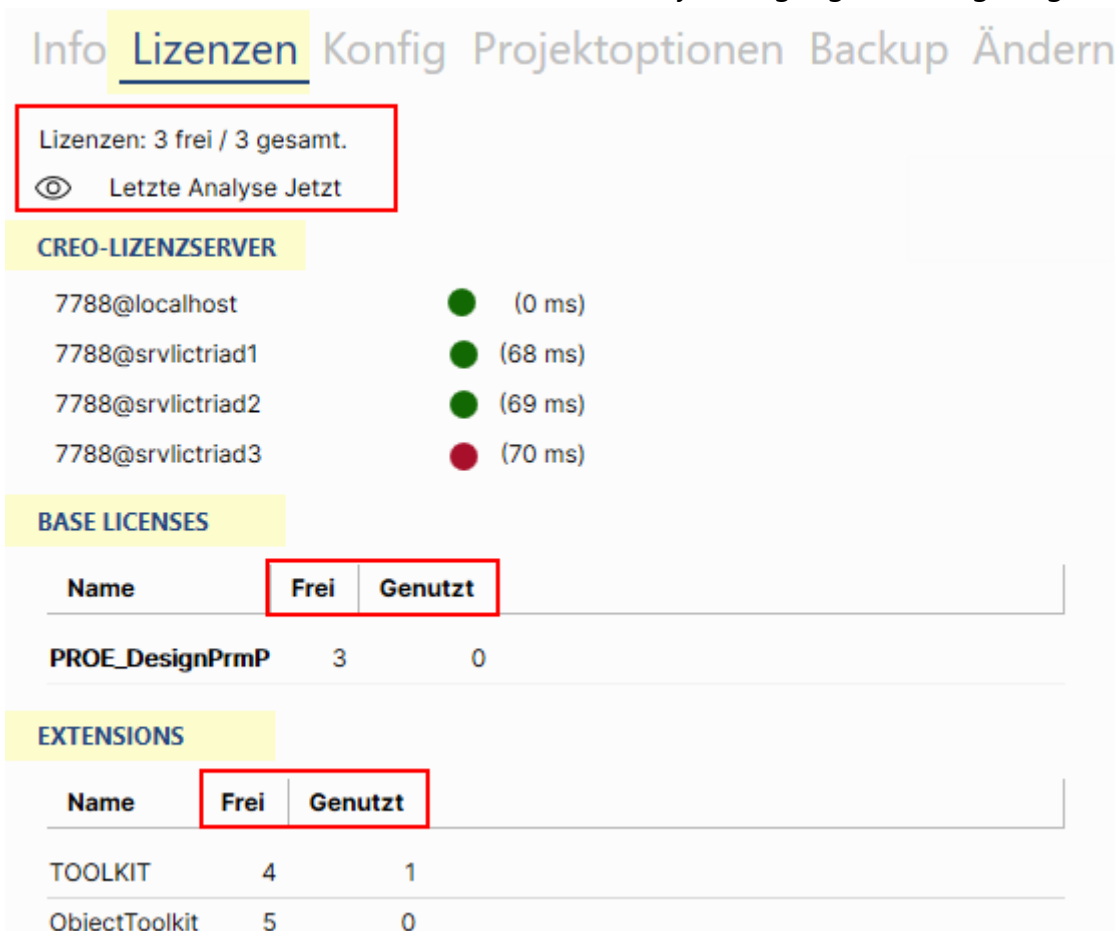 Info Lizenzen Konfig Projektoptionen Backup Ändern
Lizenzen: 3 frei / 3 gesamt.
Letzte Analyse Jetzt
CREO-LIZENZSERVER
7788@localhost (0 ms)
7788@srvlictriad1 (68 ms)
7788@srvlictriad2 (69 ms)
7788@srvlictriad3 (70 ms)
BASE LICENSES
Name Frei Genutzt
PROE_DesignPrmP 3 0
EXTENSIONS
Name Frei Genutzt
TOOLKIT 4 1
ObjectToolkit 5 0